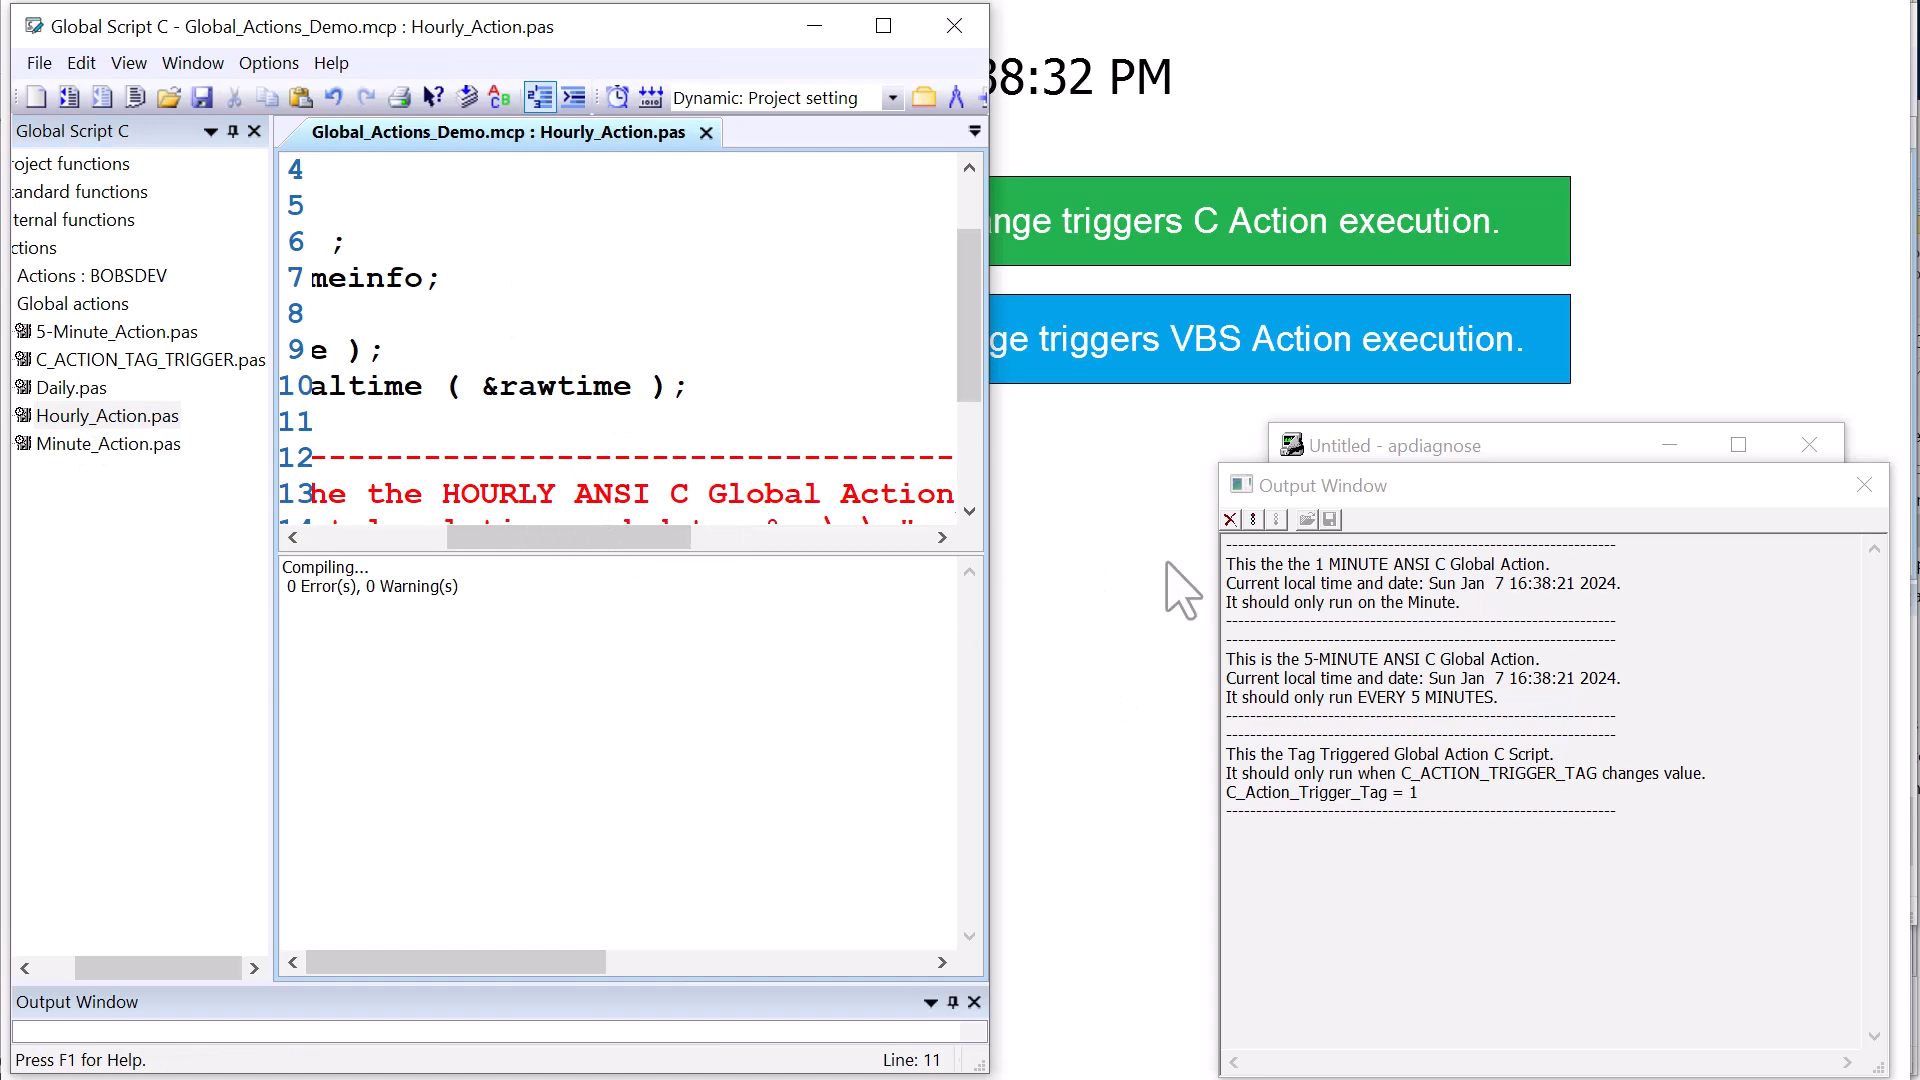 Global Script C - Global_Actions_Demo.mcp : Hourly_Action.pas
File Edit View Window Options Help
Dynamic: Project setting
Global Script C
oject functions
tandard functions
ternal functions
ctions
Actions : BOBSDEV
Global actions
5-Minute_Action.pas
C_ACTION_TAG_TRIGGER.pas
Daily.pas
Hourly_Action.pas
Minute_Action.pas
Global_Actions_Demo.mcp : Hourly_Action.pas
4
5
6 ;
7 meinfo;
8
9 e );
10 altime ( &rawtime );
11
12 -----------------------------------
13 he the HOURLY ANSI C Global Action
Compiling...
0 Error(s), 0 Warning(s)
Output Window
Press F1 for Help.
Line: 11
38:32 PM
ange triggers C Action execution.
ge triggers VBS Action execution.
Untitled - apdiagnose
Output Window
------------------------------------------------------------------
This the the 1 MINUTE ANSI C Global Action.
Current local time and date: Sun Jan  7 16:38:21 2024.
It should only run on the Minute.
------------------------------------------------------------------
------------------------------------------------------------------
This is the 5-MINUTE ANSI C Global Action.
Current local time and date: Sun Jan  7 16:38:21 2024.
It should only run EVERY 5 MINUTES.
------------------------------------------------------------------
------------------------------------------------------------------
This the Tag Triggered Global Action C Script.
It should only run when C_ACTION_TRIGGER_TAG changes value.
C_Action_Trigger_Tag = 1
------------------------------------------------------------------